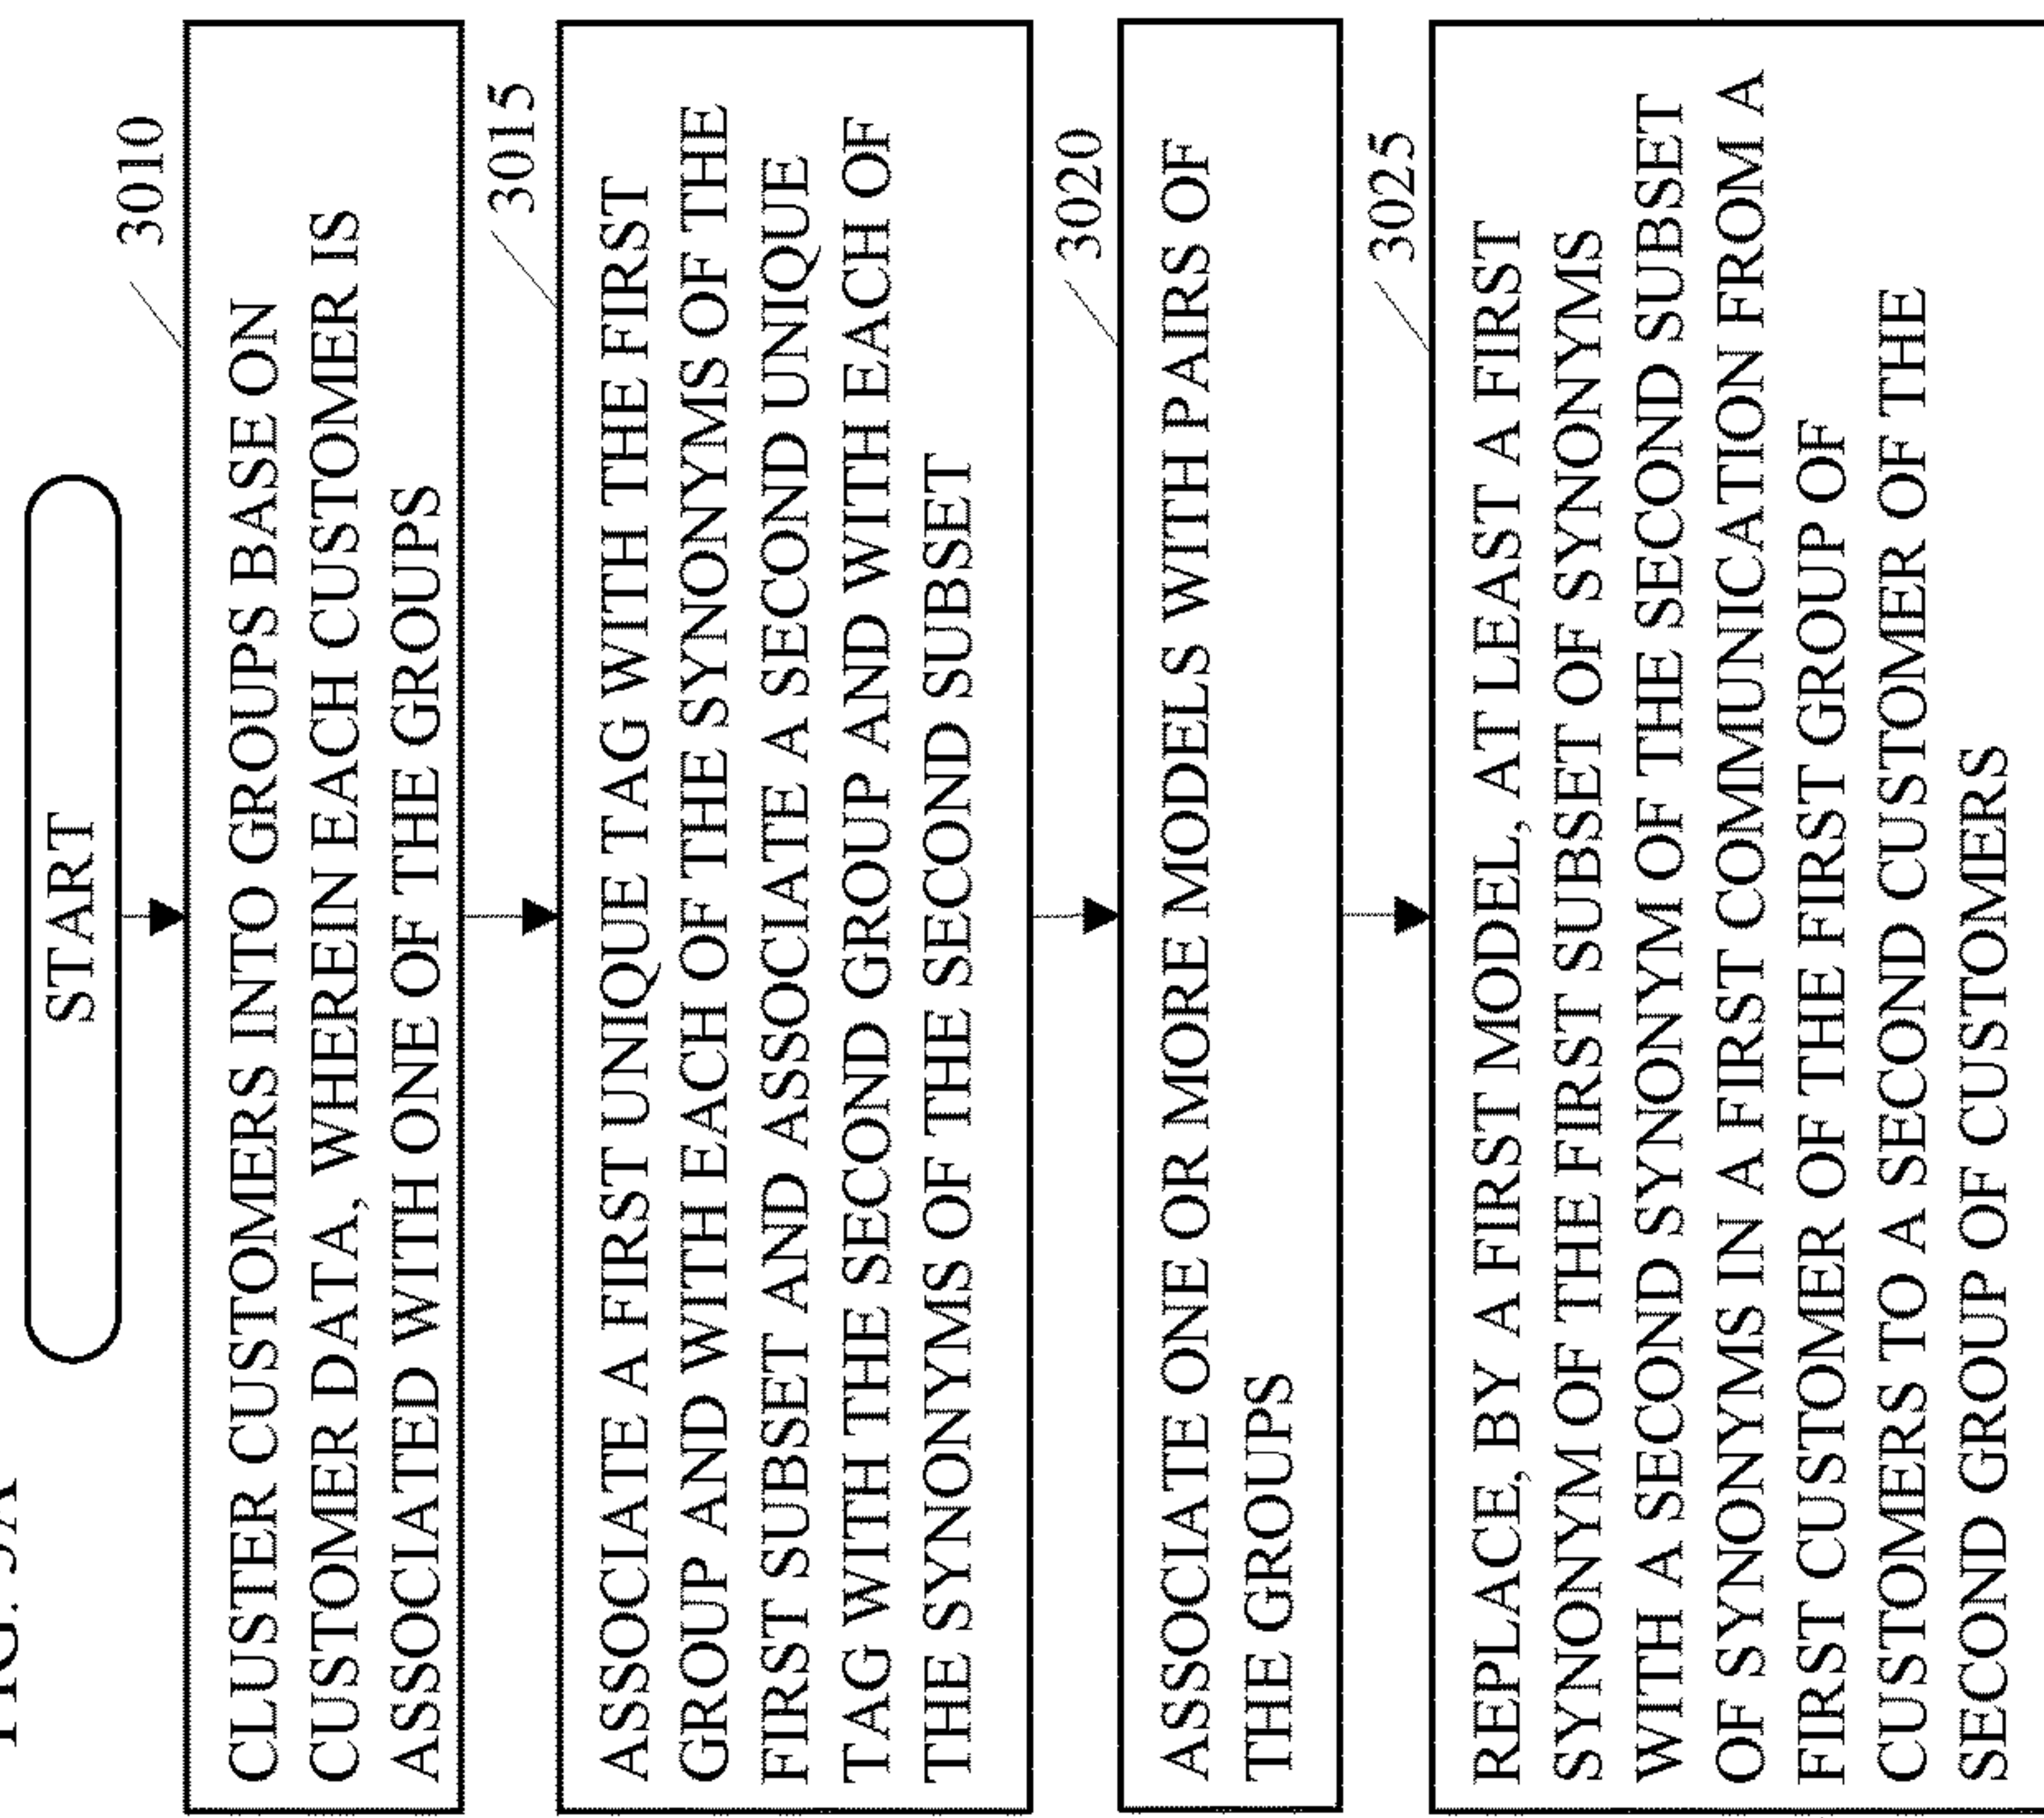 START
3010
CLUSTER CUSTOMERS INTO GROUPS BASE ON
CUSTOMER DATA, WHEREIN EACH CUSTOMER IS
ASSOCIATED WITH ONE OF THE GROUPS
3015
ASSOCIATE A FIRST UNIQUE TAG WITH THE FIRST
GROUP AND WITH EACH OF THE SYNONYMS OF THE
FIRST SUBSET AND ASSOCIATE A SECOND UNIQUE
TAG WITH THE SECOND GROUP AND WITH EACH OF
THE SYNONYMS OF THE SECOND SUBSET
3020
ASSOCIATE ONE OR MORE MODELS WITH PAIRS OF
THE GROUPS
3025
REPLACE, BY A FIRST MODEL, AT LEAST A FIRST
SYNONYM OF THE FIRST SUBSET OF SYNONYMS
WITH A SECOND SYNONYM OF THE SECOND SUBSET
OF SYNONYMS IN A FIRST COMMUNICATION FROM A
FIRST CUSTOMER OF THE FIRST GROUP OF
CUSTOMERS TO A SECOND CUSTOMER OF THE
SECOND GROUP OF CUSTOMERS